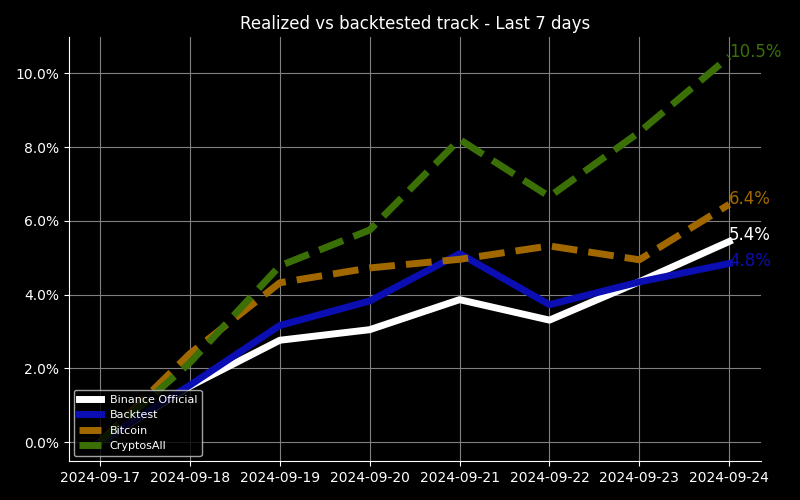 Realized vs backtested track - Last 7 days
10.5%
10.0%
8.0%
6.4%
6.0%
5.4%
4.8%
4.0%
2.0%
Binance Official
Backtest
Bitcoin
CryptosAll
0.0%
2024-09-17 2024-09-18 2024-09-19 2024-09-20 2024-09-21 2024-09-22 2024-09-23 2024-09-24